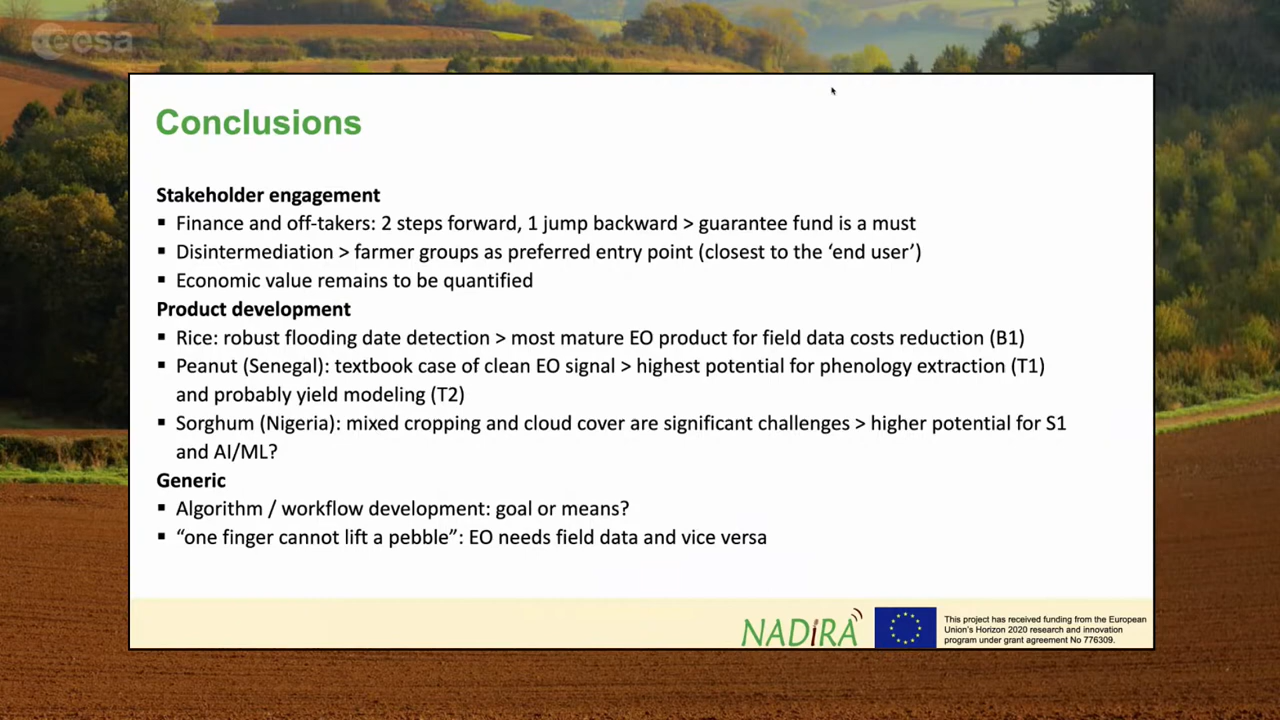 esa
Conclusions
Stakeholder engagement
▪ Finance and off-takers: 2 steps forward, 1 jump backward > guarantee fund is a must
▪ Disintermediation > farmer groups as preferred entry point (closest to the ‘end user’)
▪ Economic value remains to be quantified
Product development
▪ Rice: robust flooding date detection > most mature EO product for field data costs reduction (B1)
▪ Peanut (Senegal): textbook case of clean EO signal > highest potential for phenology extraction (T1)
and probably yield modeling (T2)
▪ Sorghum (Nigeria): mixed cropping and cloud cover are significant challenges > higher potential for S1
and AI/ML?
Generic
▪ Algorithm / workflow development: goal or means?
▪ “one finger cannot lift a pebble”: EO needs field data and vice versa
NADiRA
This project has received funding from the European
Union's Horizon 2020 research and innovation
program under grant agreement No 776309.